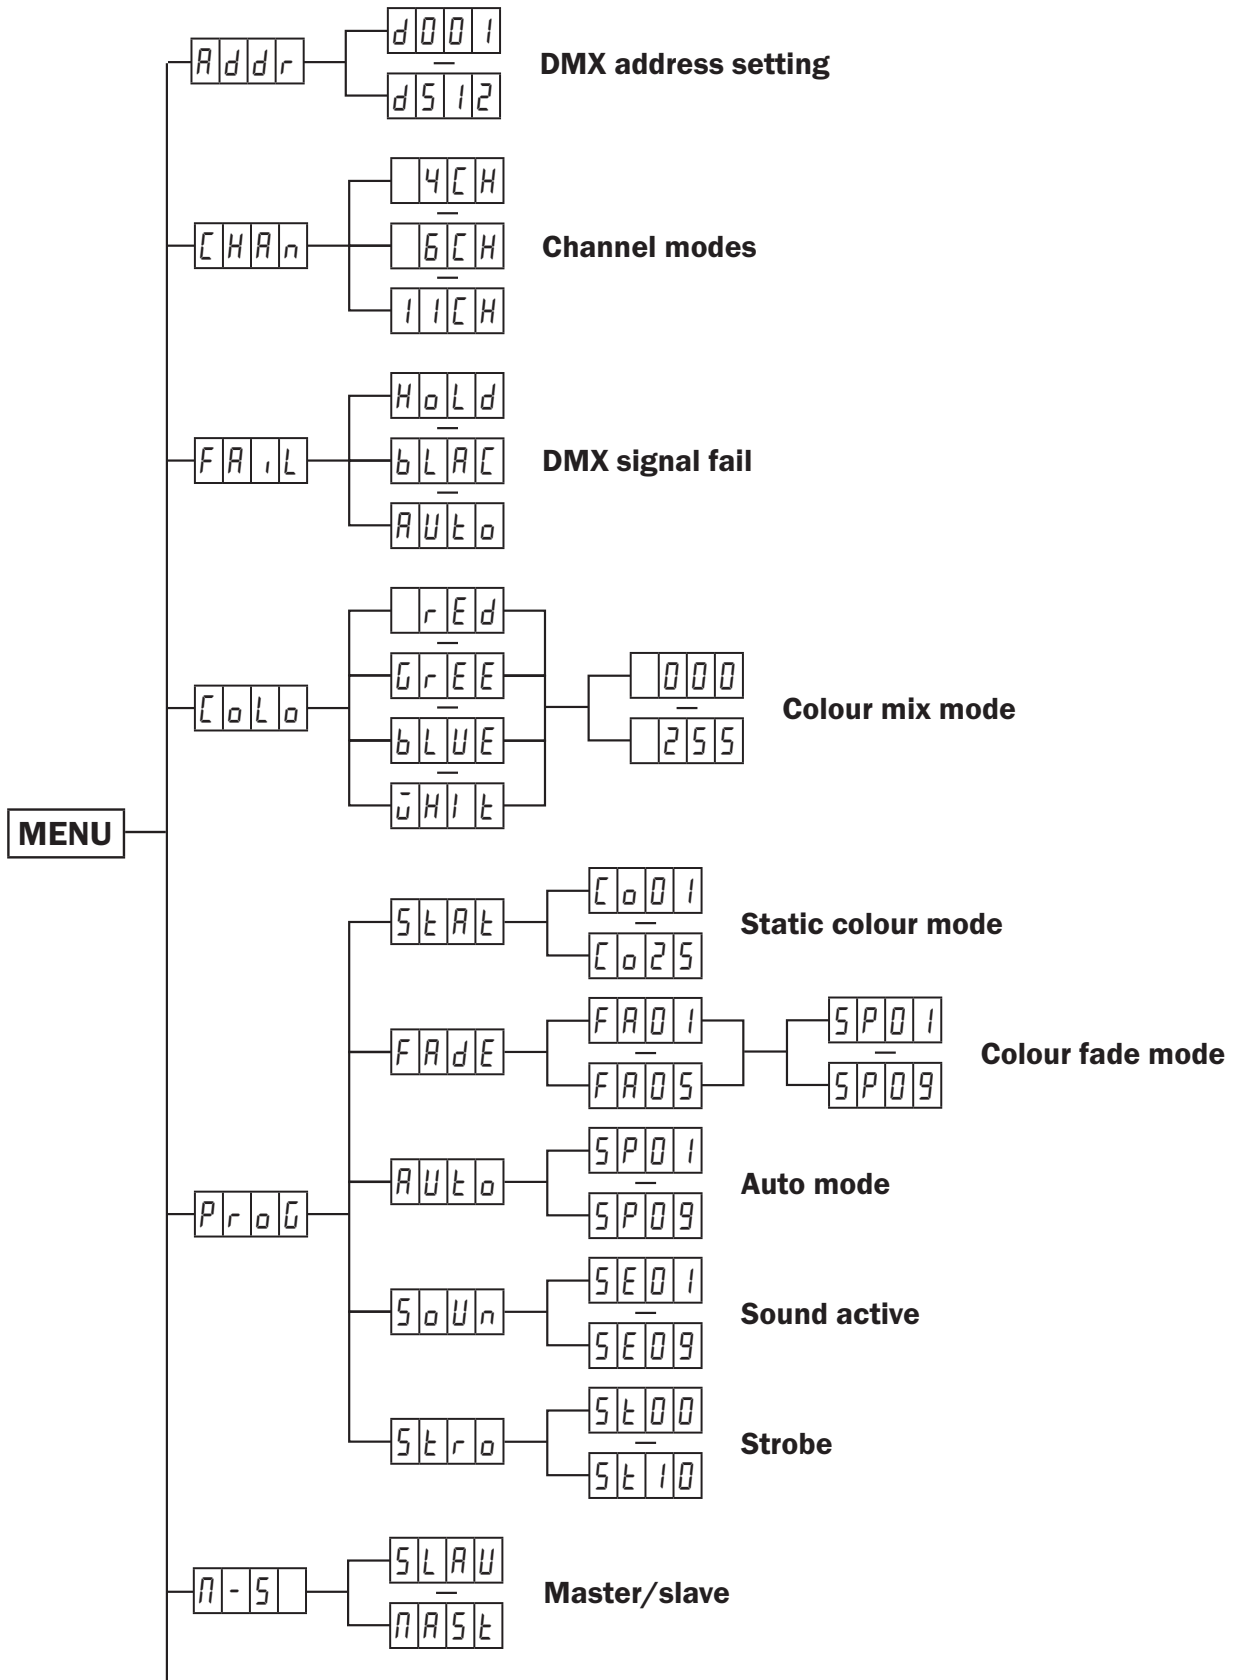 d001
Addr
DMX address setting
d512
4CH
CHAn
6CH
Channel modes
11CH
HoLd
FAiL
bLAC
DMX signal fail
AUto
rEd
GrEE
000
CoLo
Colour mix mode
bLUE
255
WHIt
MENU
Co01
StAt
Static colour mode
Co25
FA01
SP01
FAdE
Colour fade mode
FA05
SP09
SP01
AUto
Auto mode
SP09
ProG
SE01
SoUn
Sound active
SE09
St00
Stro
Strobe
St10
SLAU
M-S
Master/slave
MASt